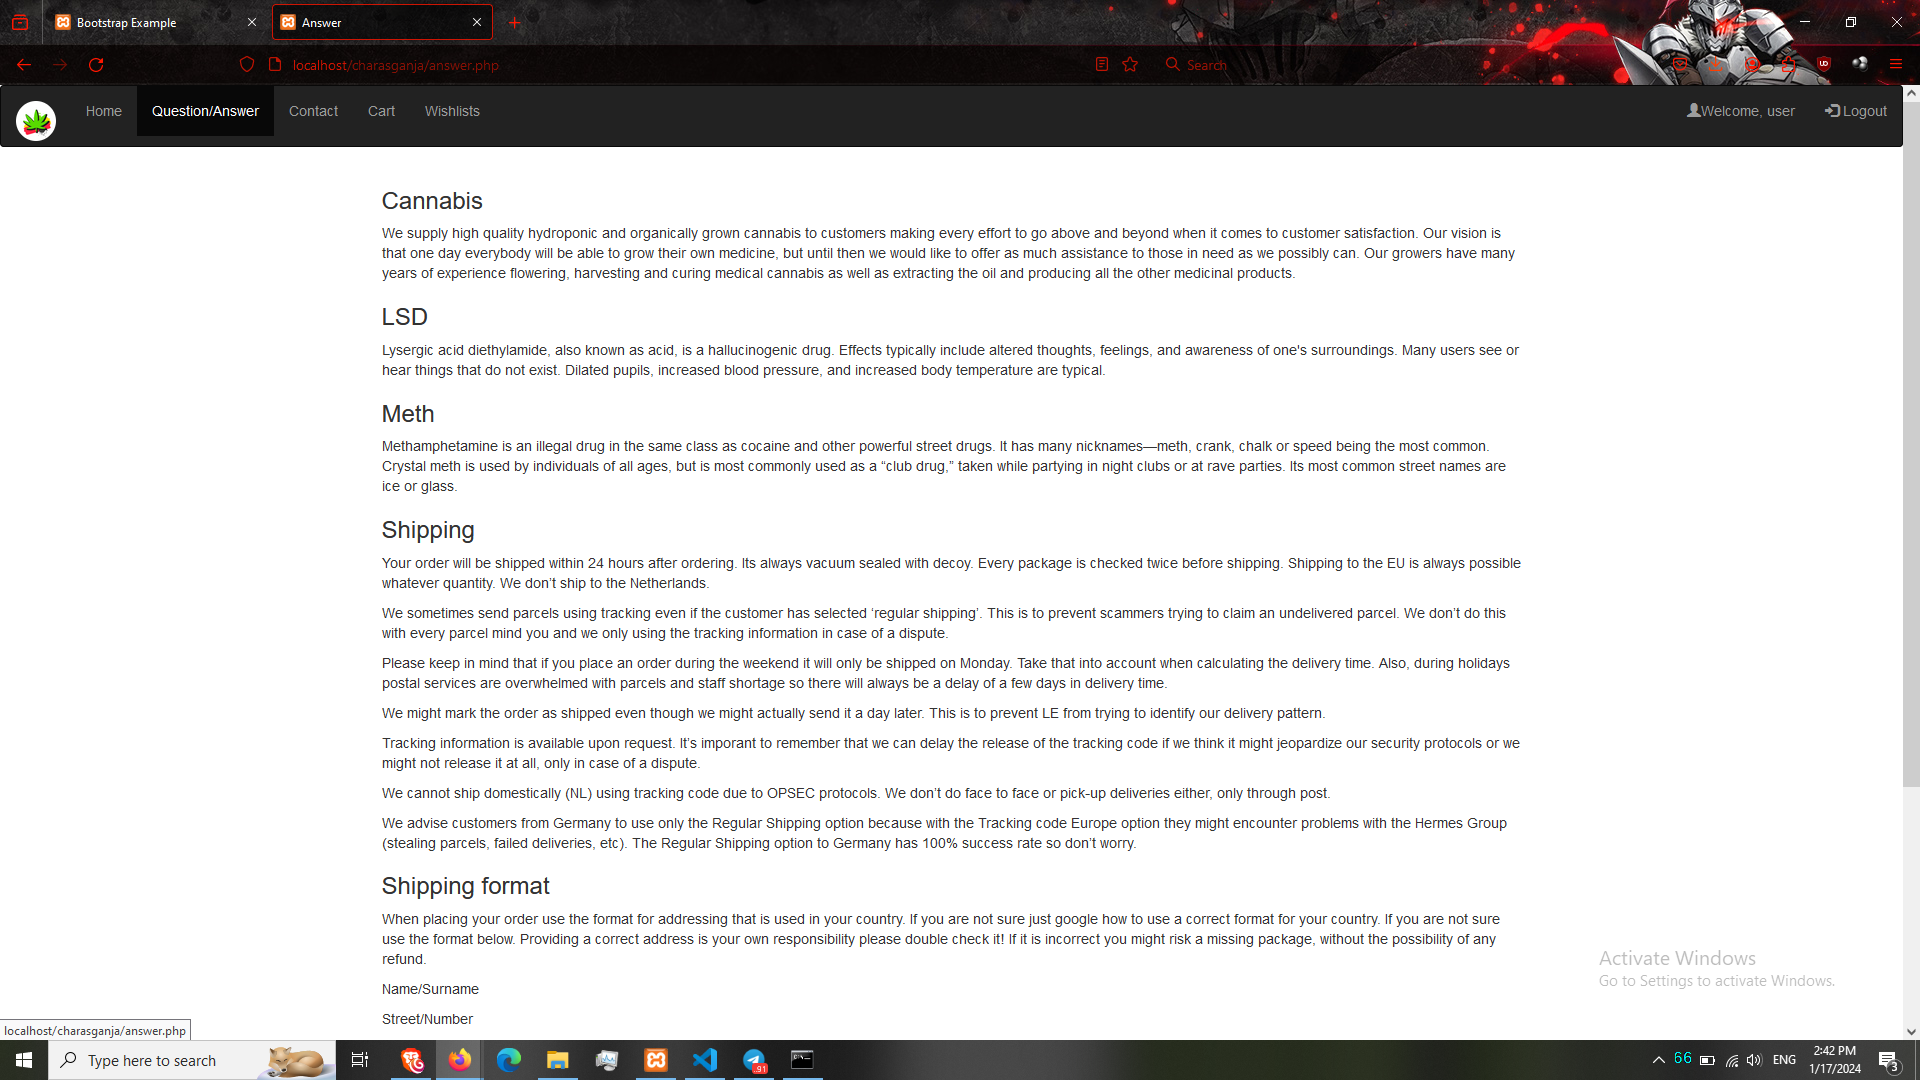 Bootstrap Example
Answer
localhost/charasganja/answer.php
Search
Home
Question/Answer
Contact
Cart
Wishlists
Welcome, user
Logout
Cannabis
We supply high quality hydroponic and organically grown cannabis to customers making every effort to go above and beyond when it comes to customer satisfaction. Our vision is
that one day everybody will be able to grow their own medicine, but until then we would like to offer as much assistance to those in need as we possibly can. Our growers have many
years of experience flowering, harvesting and curing medical cannabis as well as extracting the oil and producing all the other medicinal products.
LSD
Lysergic acid diethylamide, also known as acid, is a hallucinogenic drug. Effects typically include altered thoughts, feelings, and awareness of one's surroundings. Many users see or
hear things that do not exist. Dilated pupils, increased blood pressure, and increased body temperature are typical.
Meth
Methamphetamine is an illegal drug in the same class as cocaine and other powerful street drugs. It has many nicknames—meth, crank, chalk or speed being the most common.
Crystal meth is used by individuals of all ages, but is most commonly used as a “club drug,” taken while partying in night clubs or at rave parties. Its most common street names are
ice or glass.
Shipping
Your order will be shipped within 24 hours after ordering. Its always vacuum sealed with decoy. Every package is checked twice before shipping. Shipping to the EU is always possible
whatever quantity. We don’t ship to the Netherlands.
We sometimes send parcels using tracking even if the customer has selected ‘regular shipping’. This is to prevent scammers trying to claim an undelivered parcel. We don’t do this
with every parcel mind you and we only using the tracking information in case of a dispute.
Please keep in mind that if you place an order during the weekend it will only be shipped on Monday. Take that into account when calculating the delivery time. Also, during holidays
postal services are overwhelmed with parcels and staff shortage so there will always be a delay of a few days in delivery time.
We might mark the order as shipped even though we might actually send it a day later. This is to prevent LE from trying to identify our delivery pattern.
Tracking information is available upon request. It’s imporant to remember that we can delay the release of the tracking code if we think it might jeopardize our security protocols or we
might not release it at all, only in case of a dispute.
We cannot ship domestically (NL) using tracking code due to OPSEC protocols. We don’t do face to face or pick-up deliveries either, only through post.
We advise customers from Germany to use only the Regular Shipping option because with the Tracking code Europe option they might encounter problems with the Hermes Group
(stealing parcels, failed deliveries, etc). The Regular Shipping option to Germany has 100% success rate so don’t worry.
Shipping format
When placing your order use the format for addressing that is used in your country. If you are not sure just google how to use a correct format for your country. If you are not sure
use the format below. Providing a correct address is your own responsibility please double check it! If it is incorrect you might risk a missing package, without the possibility of any
refund.
Name/Surname
Street/Number
Activate Windows
Go to Settings to activate Windows.
localhost/charasganja/answer.php
Type here to search
91
66
ENG
2:42 PM
1/17/2024
3